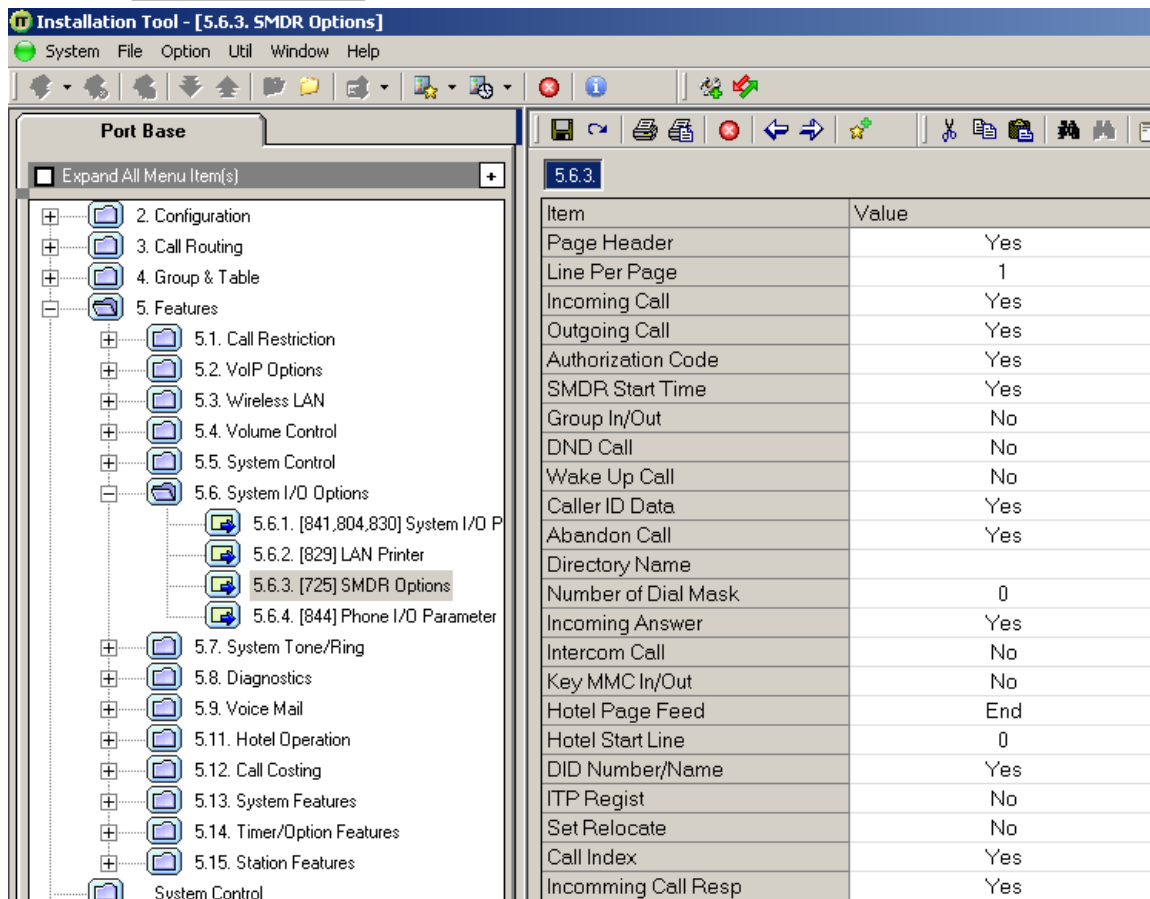 Installation Tool - [5.6.3. SMDR Options]
System File Option Util Window Help
Port Base
Expand All Menu Item(s)
2. Configuration
3. Call Routing
4. Group & Table
5. Features
5.1. Call Restriction
5.2. VoIP Options
5.3. Wireless LAN
5.4. Volume Control
5.5. System Control
5.6. System I/O Options
5.6.1. [841,804,830] System I/O P
5.6.2. [829] LAN Printer
5.6.3. [725] SMDR Options
5.6.4. [844] Phone I/O Parameter
5.7. System Tone/Ring
5.8. Diagnostics
5.9. Voice Mail
5.11. Hotel Operation
5.12. Call Costing
5.13. System Features
5.14. Timer/Option Features
5.15. Station Features
System Control
5.6.3.
Item Value
Page Header Yes
Line Per Page 1
Incoming Call Yes
Outgoing Call Yes
Authorization Code Yes
SMDR Start Time Yes
Group In/Out No
DND Call No
Wake Up Call No
Caller ID Data Yes
Abandon Call Yes
Directory Name
Number of Dial Mask 0
Incoming Answer Yes
Intercom Call No
Key MMC In/Out No
Hotel Page Feed End
Hotel Start Line 0
DID Number/Name Yes
ITP Regist No
Set Relocate No
Call Index Yes
Incomming Call Resp Yes